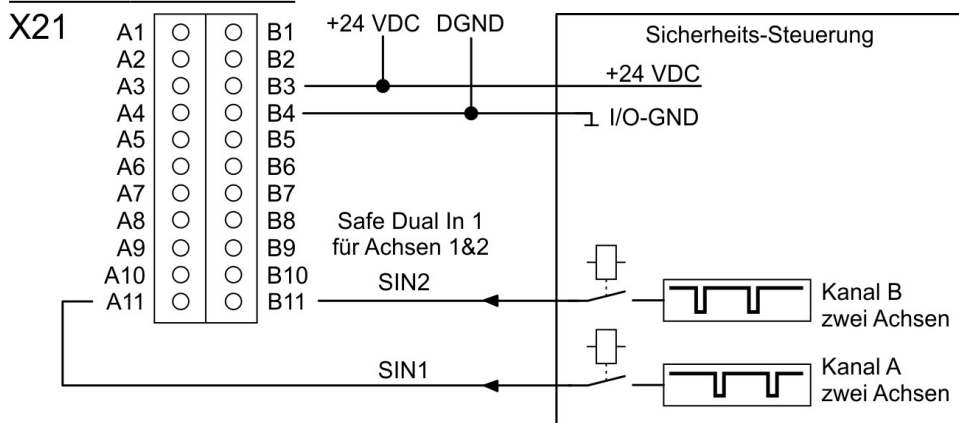 X21
A1 B1
A2 B2
A3 B3
A4 B4
A5 B5
A6 B6
A7 B7
A8 B8
A9 B9
A10 B10
A11 B11
+24 VDC DGND
Sicherheits-Steuerung
+24 VDC
I/O-GND
Safe Dual In 1
für Achsen 1&2
SIN2
Kanal B
zwei Achsen
SIN1
Kanal A
zwei Achsen